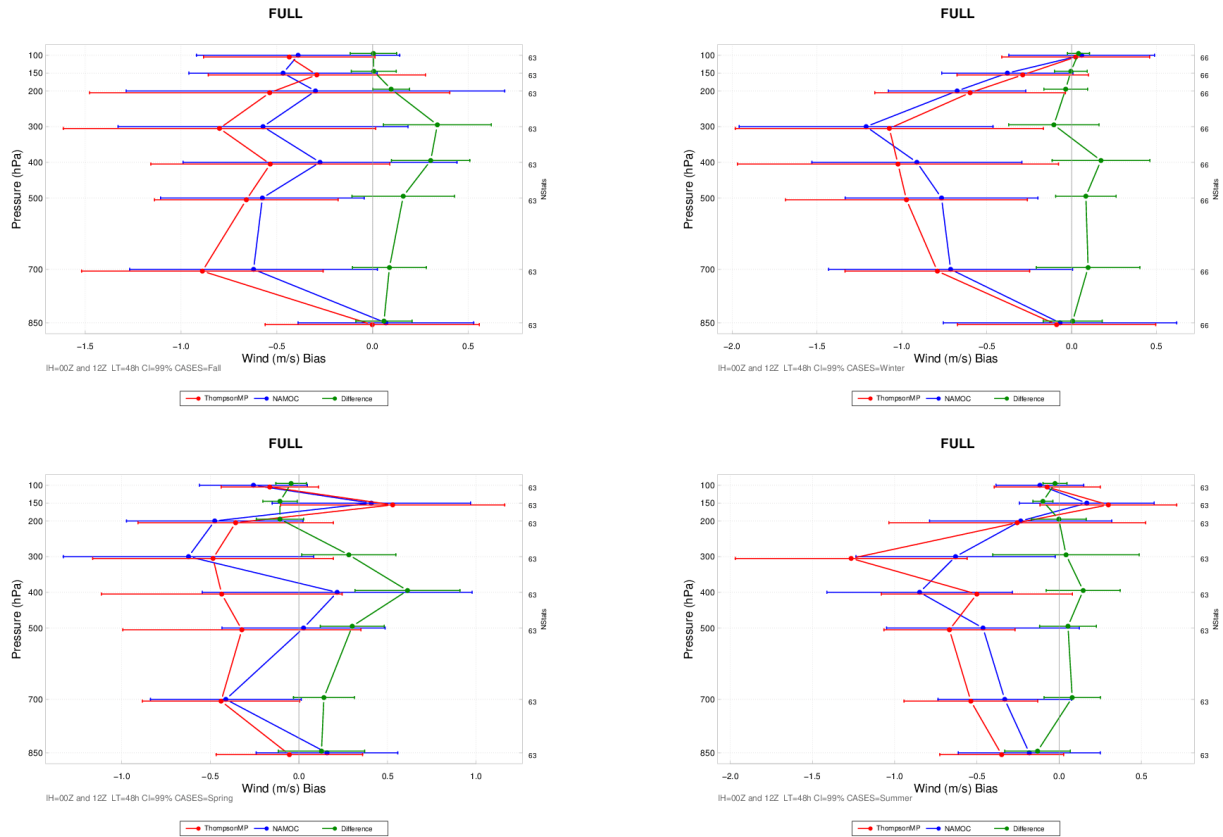 FULL
Pressure (hPa)
100
150
200
300
400
500
700
850
63
63
63
63
63
63
63
63
NStats
−1.5 −1.0 −0.5 0.0 0.5
Wind (m/s) Bias
IH=00Z and 12Z LT=48h CI=99% CASES=Fall
ThompsonMP NAMOC Difference
FULL
Pressure (hPa)
100
150
200
300
400
500
700
850
66
66
66
66
66
66
66
66
NStats
−2.0 −1.5 −1.0 −0.5 0.0 0.5
Wind (m/s) Bias
IH=00Z and 12Z LT=48h CI=99% CASES=Winter
ThompsonMP NAMOC Difference
FULL
Pressure (hPa)
100
150
200
300
400
500
700
850
63
63
63
63
63
63
63
63
NStats
−1.0 −0.5 0.0 0.5 1.0
Wind (m/s) Bias
IH=00Z and 12Z LT=48h CI=99% CASES=Spring
ThompsonMP NAMOC Difference
FULL
Pressure (hPa)
100
150
200
300
400
500
700
850
63
63
63
63
63
63
63
63
NStats
−2.0 −1.5 −1.0 −0.5 0.0 0.5
Wind (m/s) Bias
IH=00Z and 12Z LT=48h CI=99% CASES=Summer
ThompsonMP NAMOC Difference